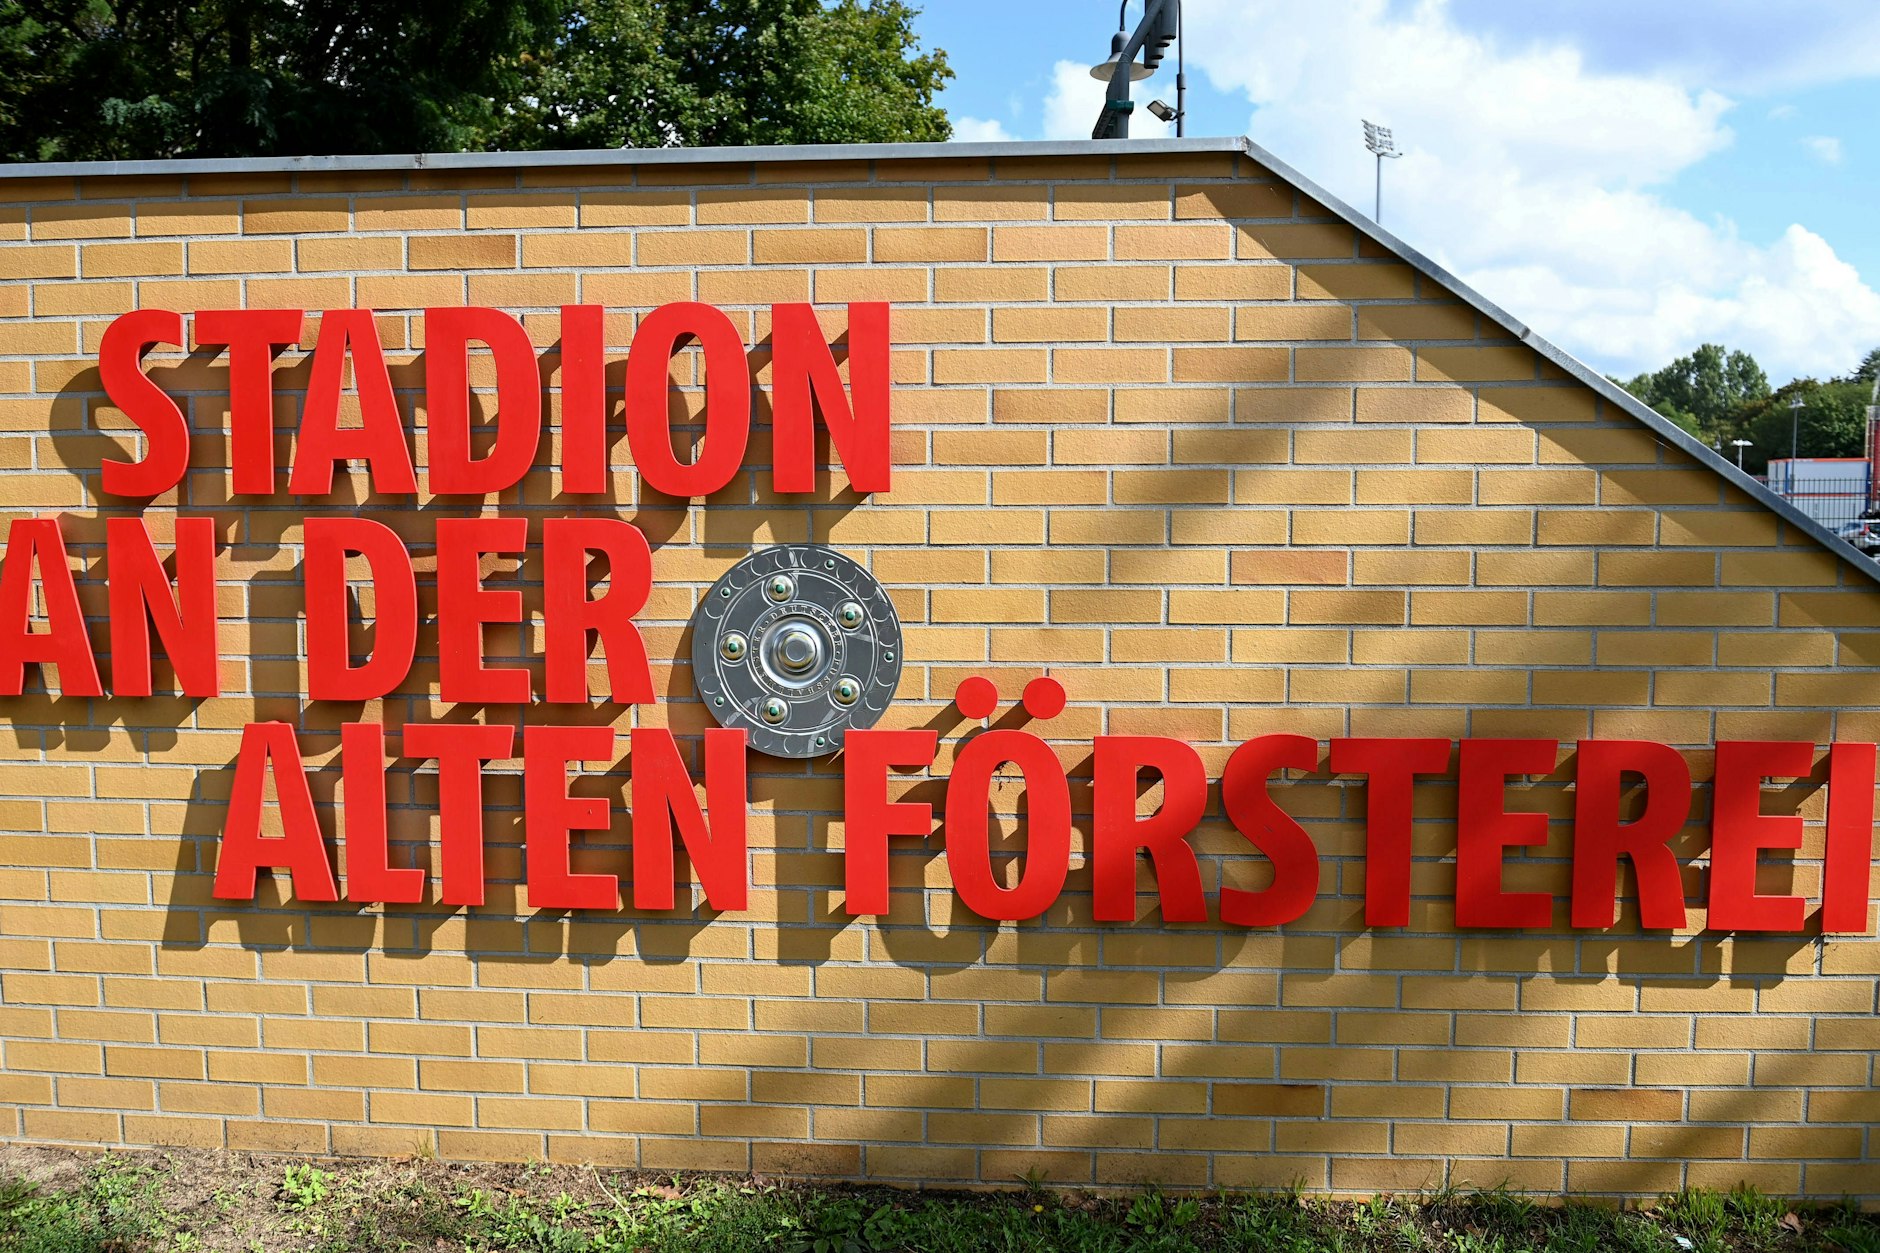 STADION
AN DER
ALTEN FÖRSTEREI